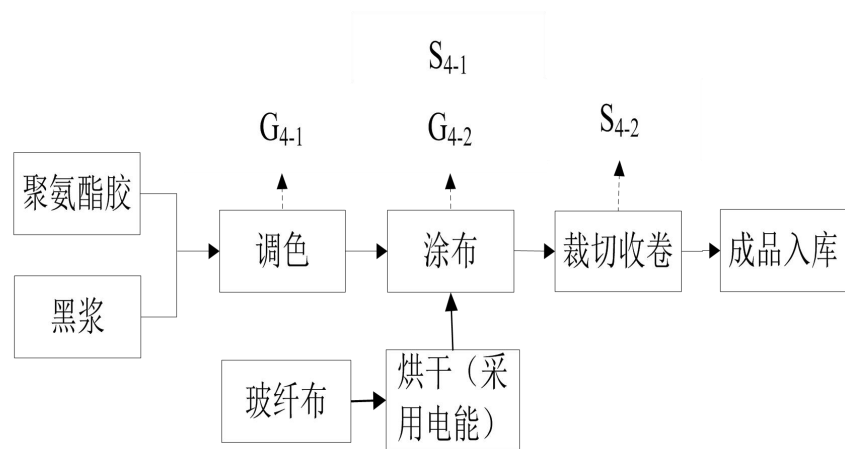 S4-1
G4-1
G4-2
S4-2
聚氨酯胶
调色
涂布
裁切收卷
成品入库
黑浆
玻纤布
烘干（采
用电能）